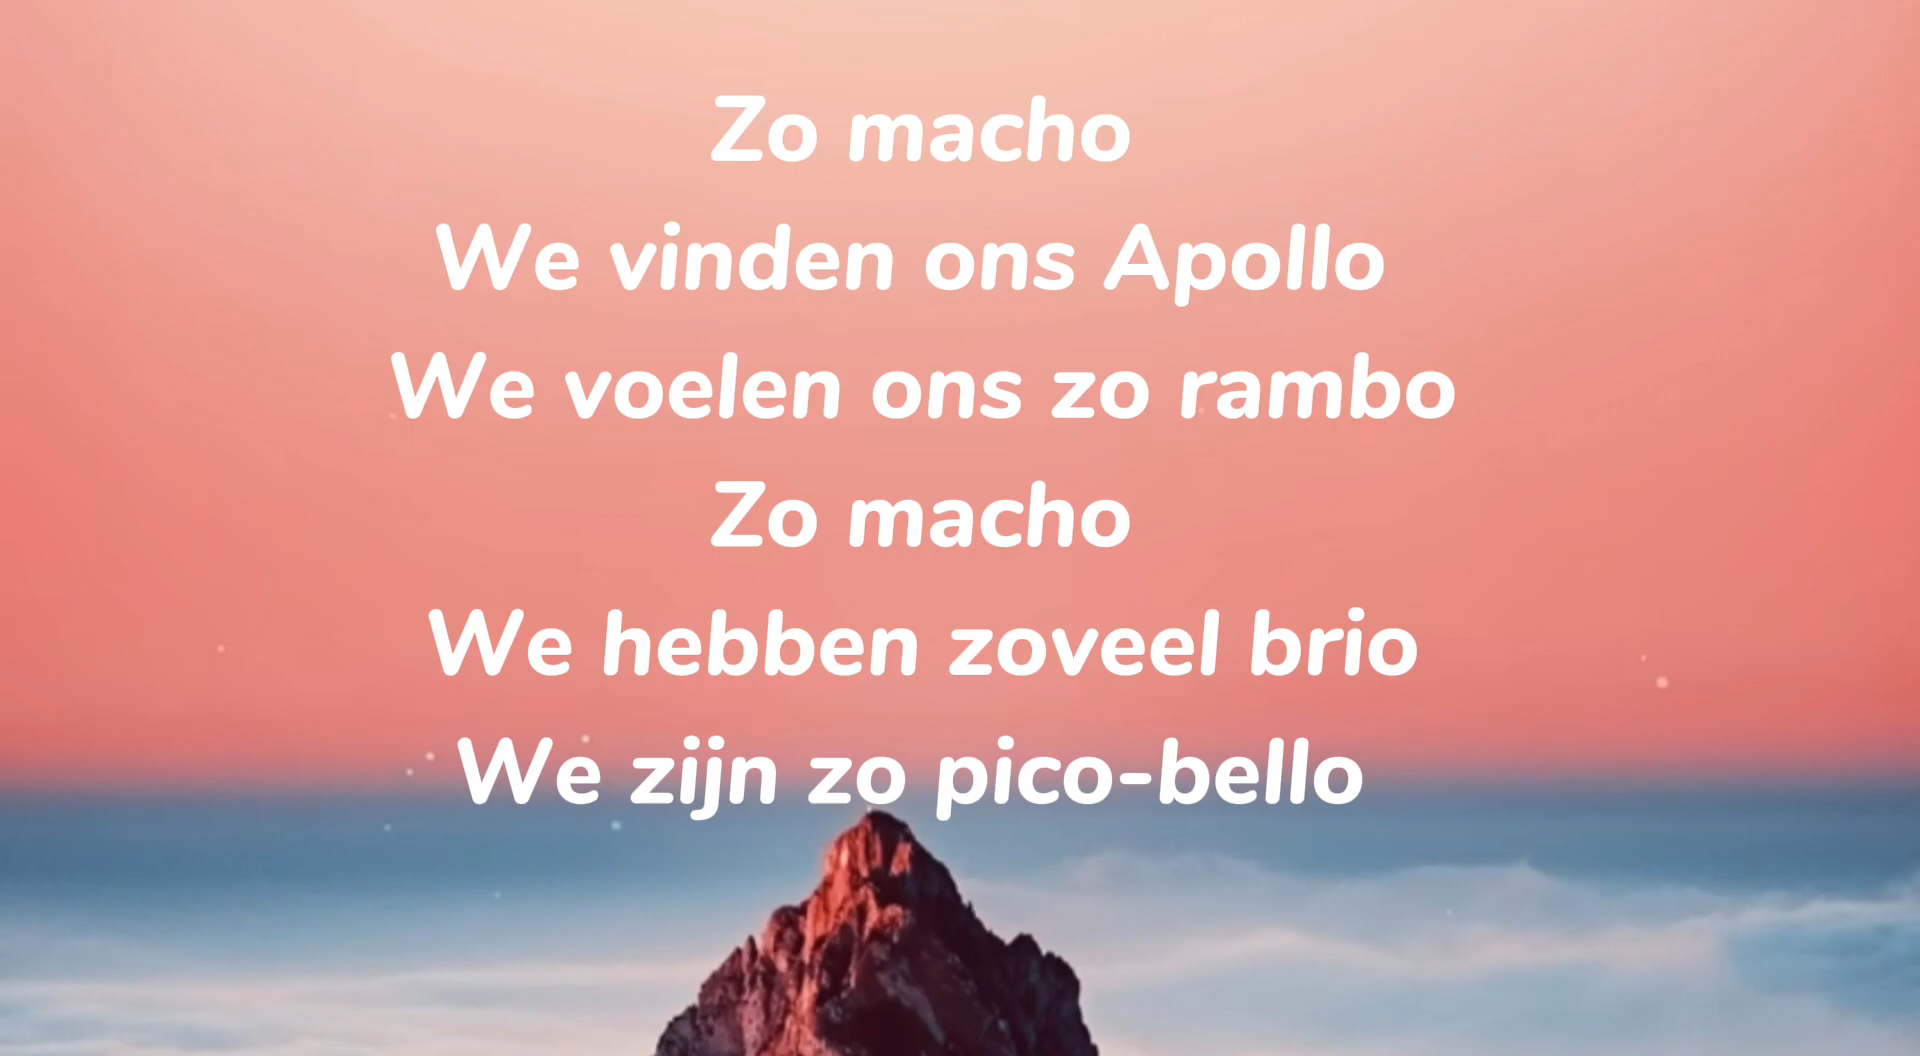 Zo macho
We vinden ons Apollo
We voelen ons zo rambo
Zo macho
We hebben zoveel brio
We zijn zo pico-bello